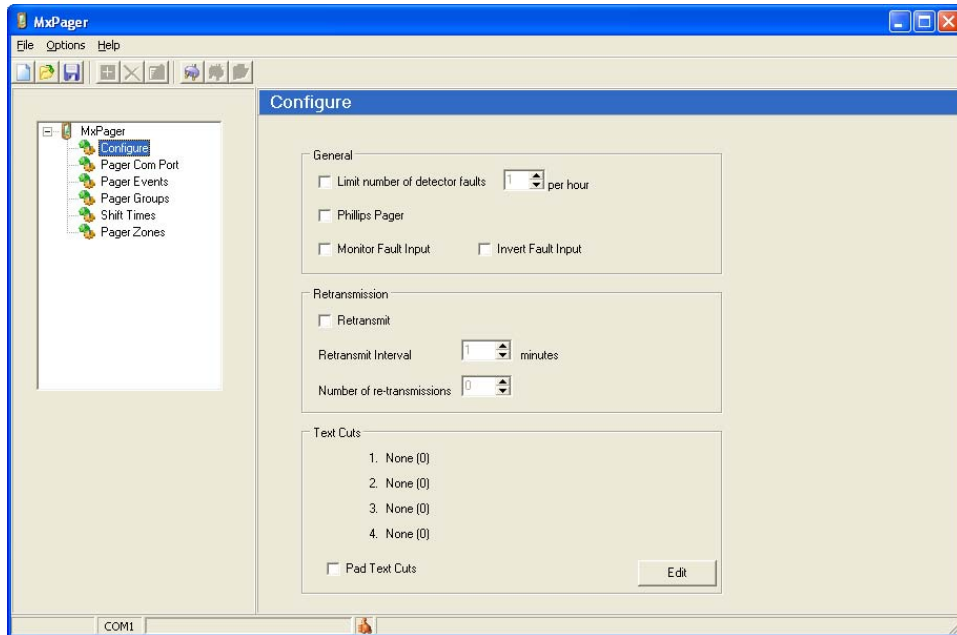 MxPager
File Options Help
Configure
MxPager
Configure
Pager Com Port
Pager Events
Pager Groups
Shift Times
Pager Zones
General
Limit number of detector faults 1 per hour
Phillips Pager
Monitor Fault Input Invert Fault Input
Retransmission
Retransmit
Retransmit Interval 1 minutes
Number of re-transmissions 0
Text Cuts
1. None (0)
2. None (0)
3. None (0)
4. None (0)
Pad Text Cuts Edit
COM1